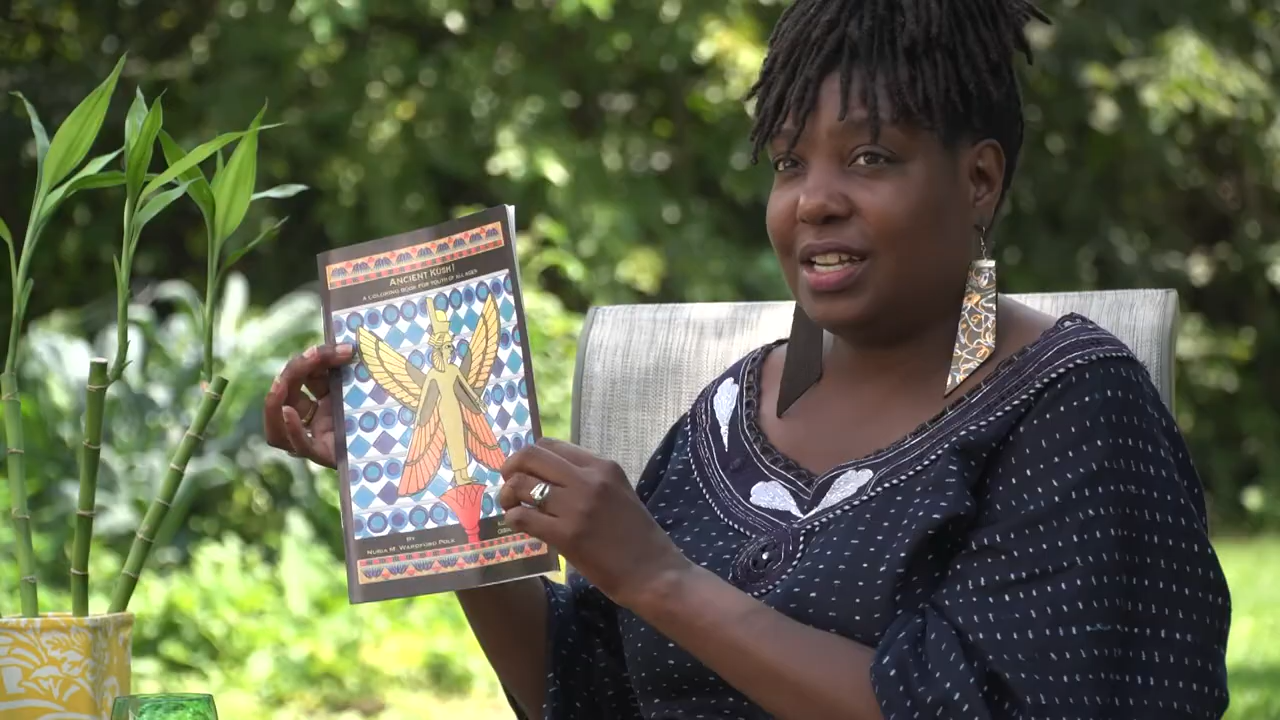 ANCIENT KUSH!
A COLORING BOOK FOR YOUTH OF ALL AGES
BY
NUBIA M. WARDFORD POLK